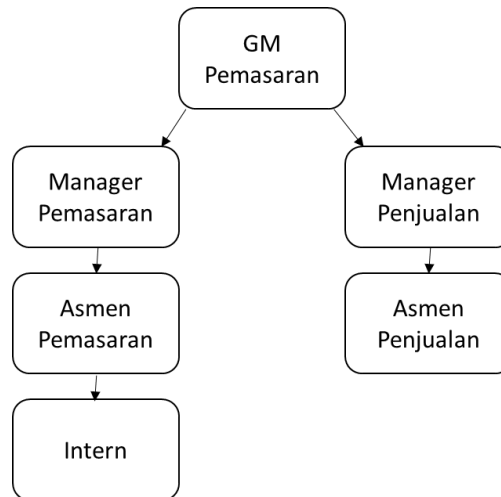 GM
Pemasaran
Manager
Pemasaran
Manager
Penjualan
Asmen
Pemasaran
Asmen
Penjualan
Intern